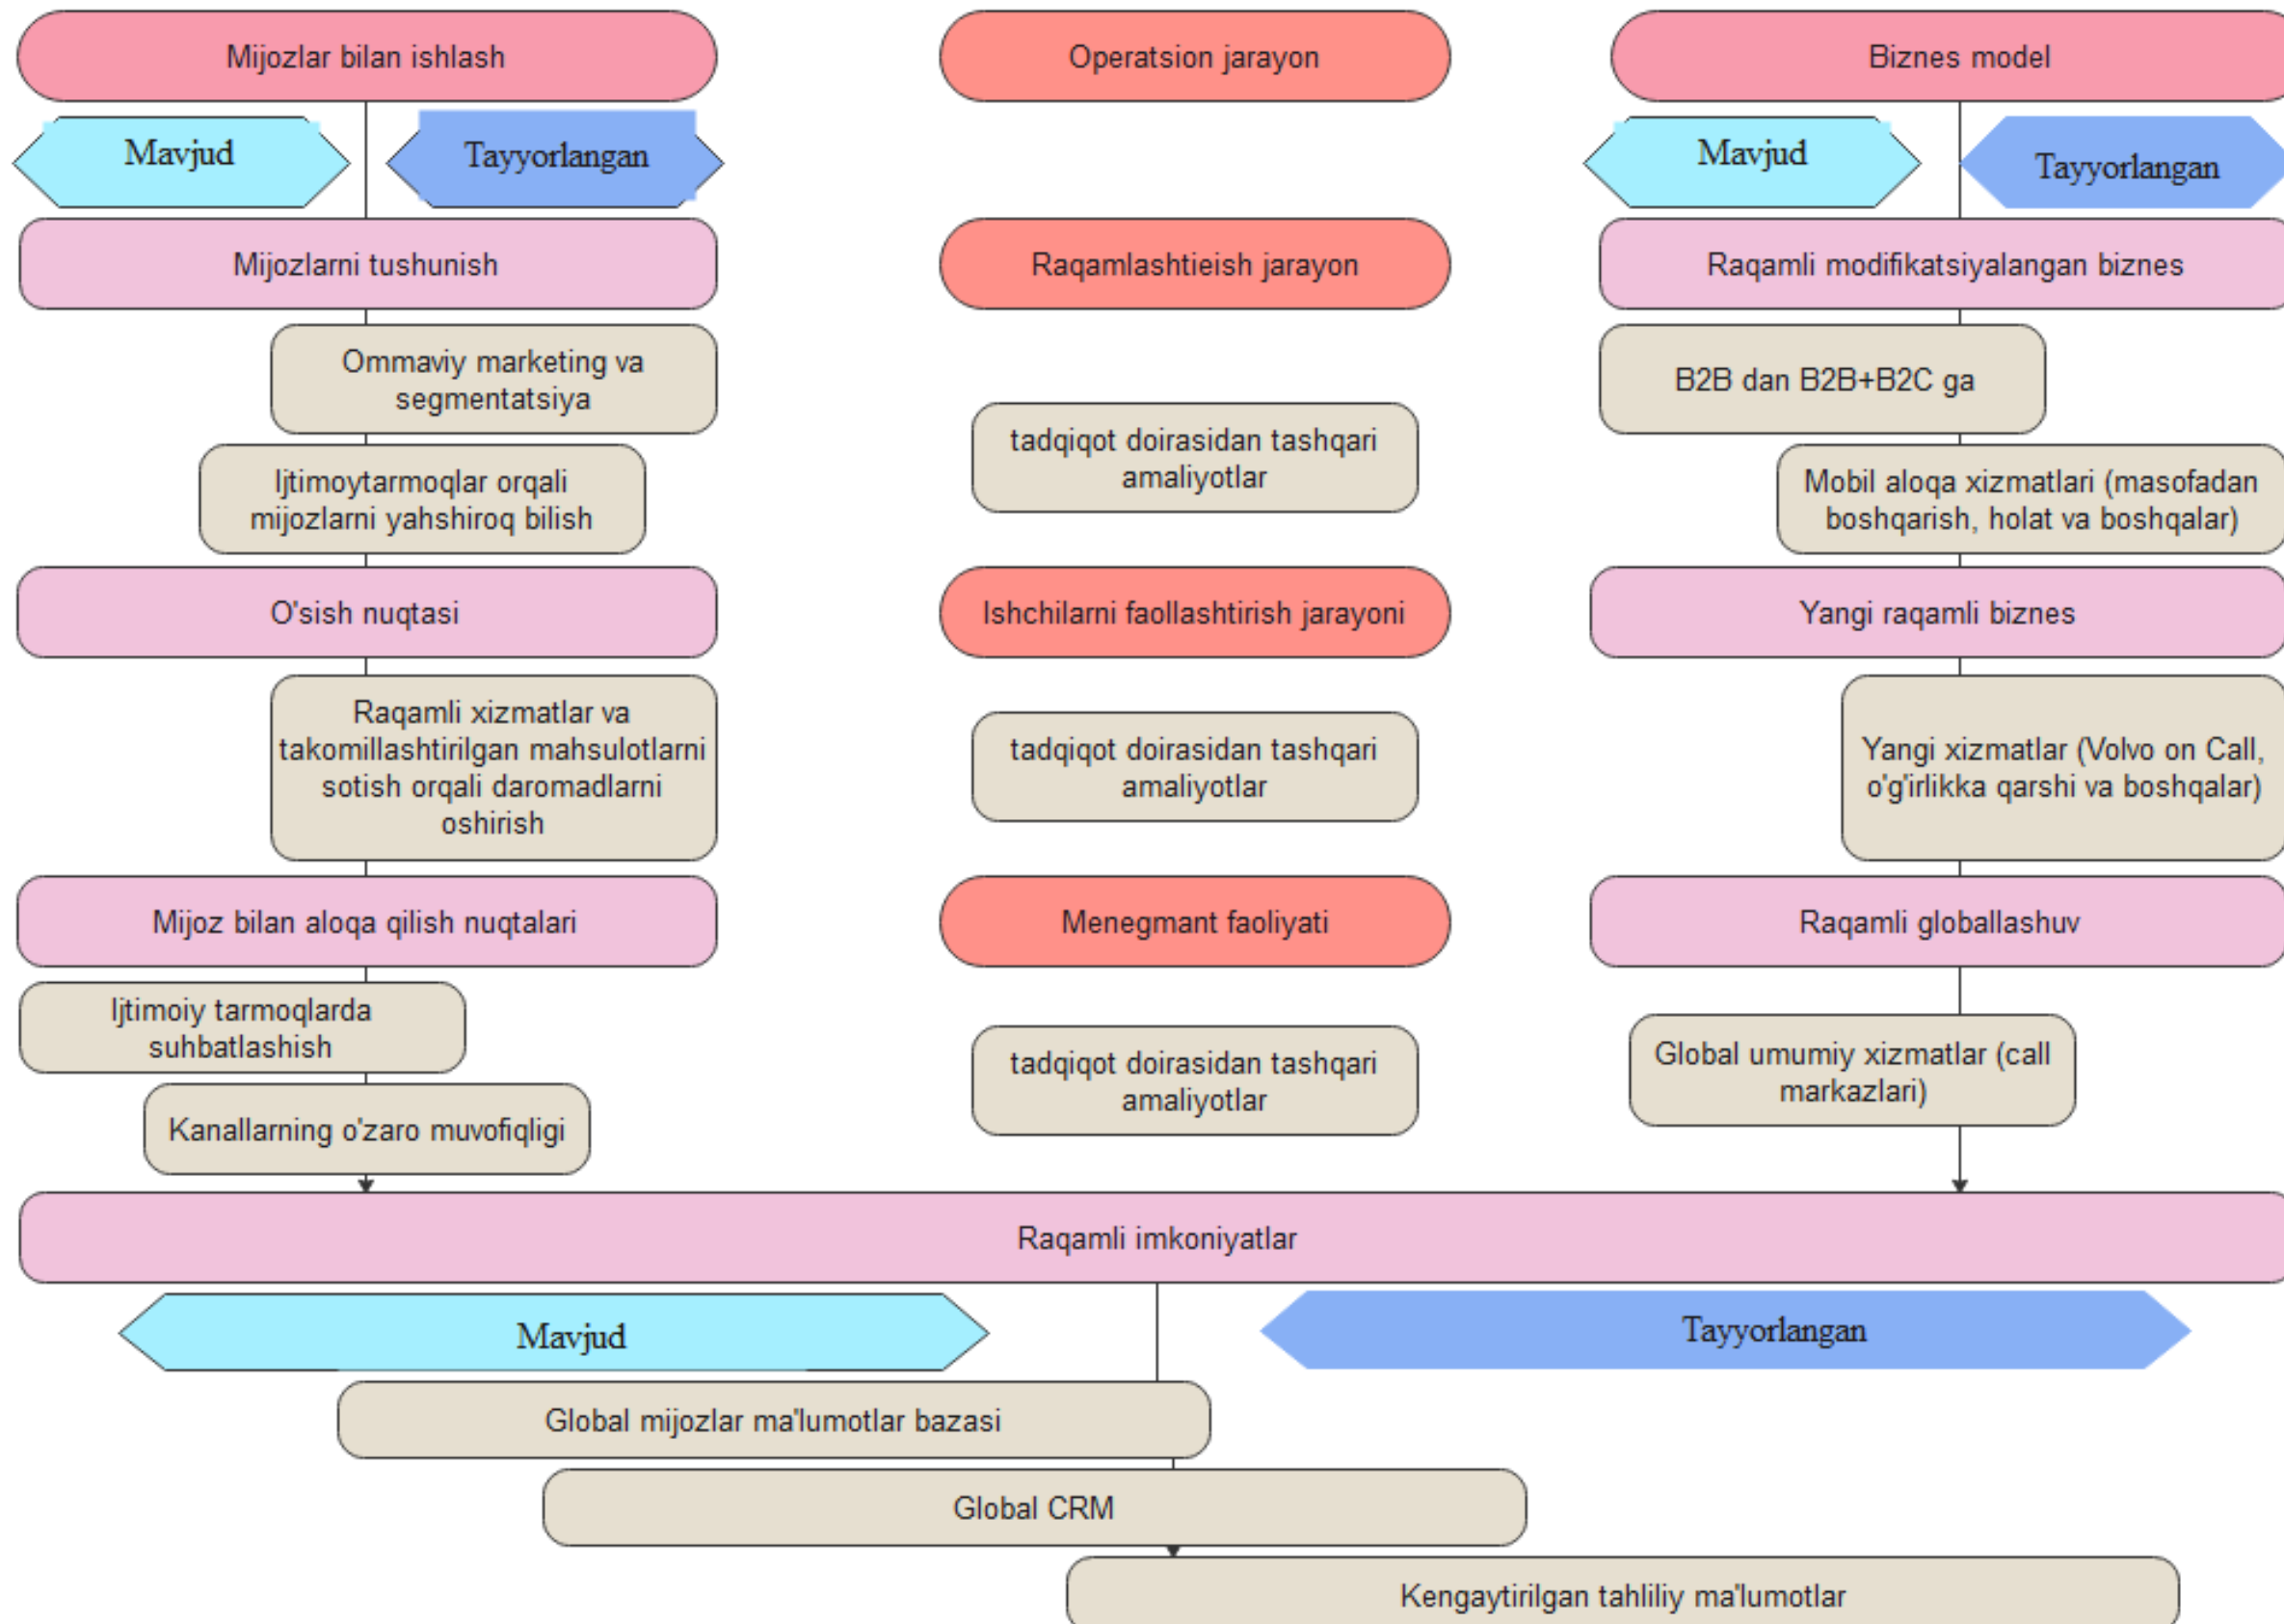 Mijozlar bilan ishlash
Operatsion jarayon
Biznes model
Mavjud
Tayyorlangan
Mavjud
Tayyorlangan
Mijozlarni tushunish
Raqamlashtieish jarayon
Raqamli modifikatsiyalangan biznes
Ommaviy marketing va
segmentatsiya
B2B dan B2B+B2C ga
tadqiqot doirasidan tashqari
amaliyotlar
Ijtimoytarmoqlar orqali
mijozlarni yahshiroq bilish
Mobil aloqa xizmatlari (masofadan
boshqarish, holat va boshqalar)
O'sish nuqtasi
Ishchilarni faollashtirish jarayoni
Yangi raqamli biznes
Raqamli xizmatlar va
takomillashtirilgan mahsulotlarni
sotish orqali daromadlarni
oshirish
tadqiqot doirasidan tashqari
amaliyotlar
Yangi xizmatlar (Volvo on Call,
o'g'irlikka qarshi va boshqalar)
Mijoz bilan aloqa qilish nuqtalari
Menegmant faoliyati
Raqamli globallashuv
Ijtimoiy tarmoqlarda
suhbatlashish
tadqiqot doirasidan tashqari
amaliyotlar
Global umumiy xizmatlar (call
markazlari)
Kanallarning o'zaro muvofiqligi
Raqamli imkoniyatlar
Mavjud
Tayyorlangan
Global mijozlar ma'lumotlar bazasi
Global CRM
Kengaytirilgan tahliliy ma'lumotlar